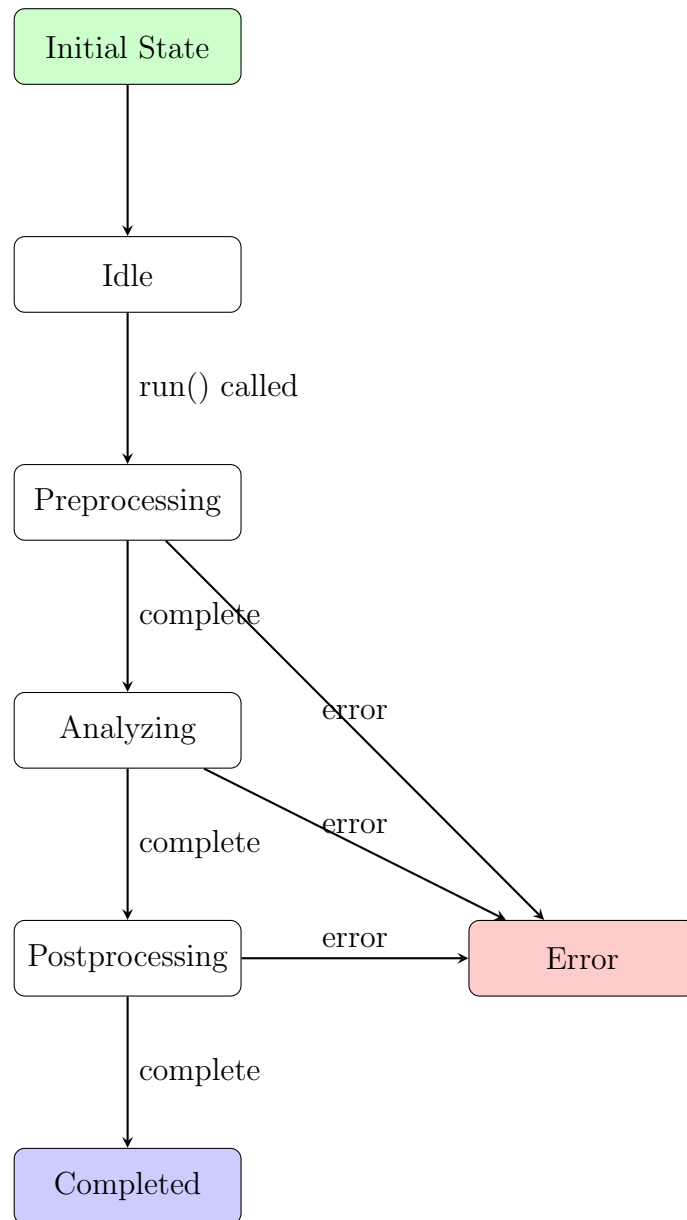 Initial State
Idle
run() called
Preprocessing
complete
error
Analyzing
error
complete
error
Postprocessing
Error
complete
Completed